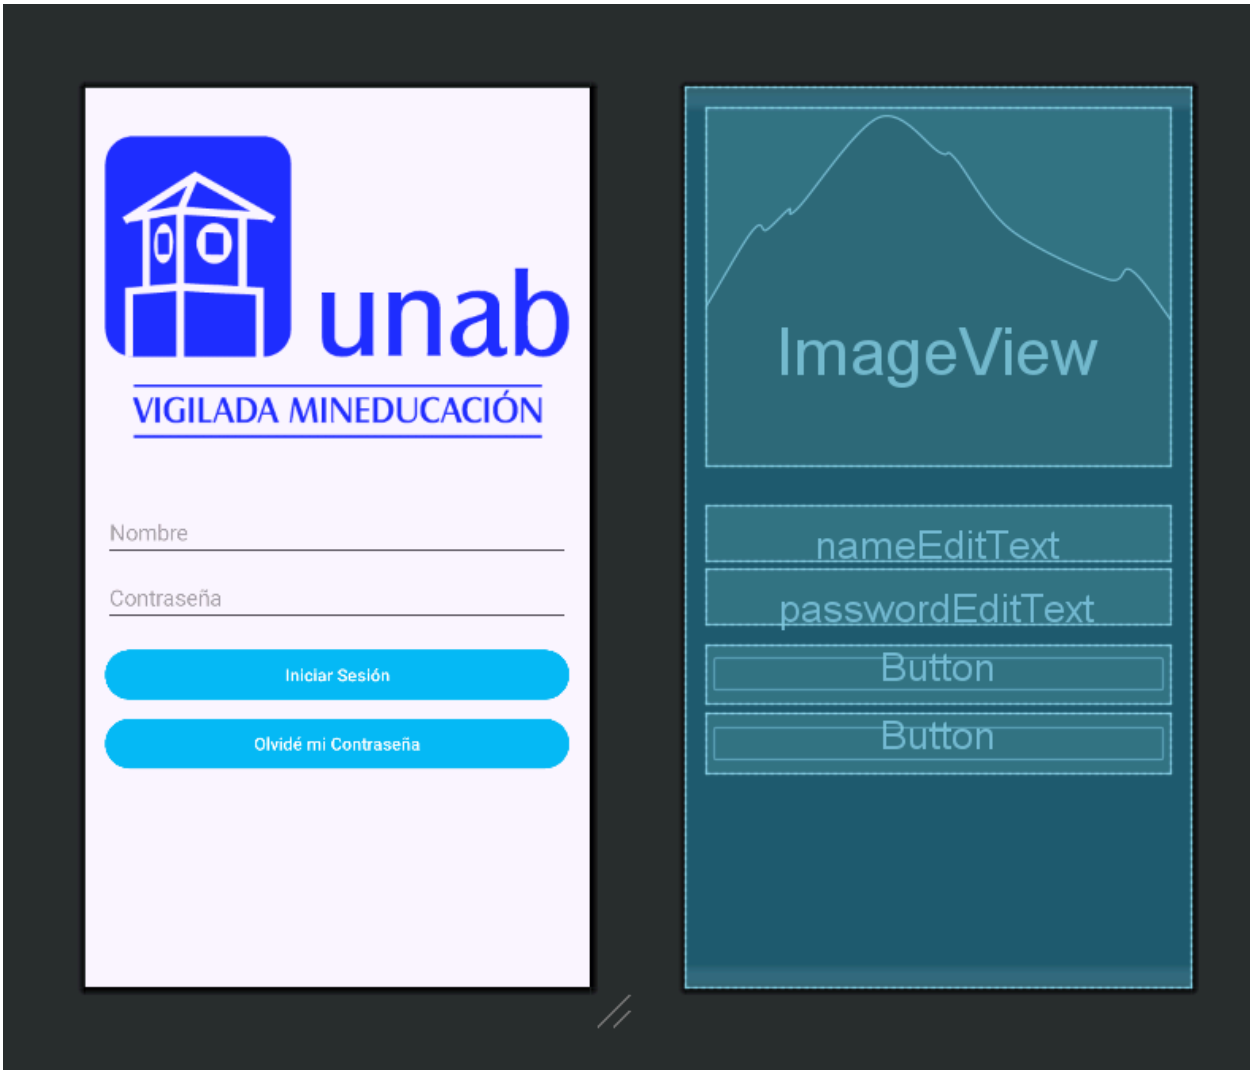 unab
VIGILADA MINEDUCACIÓN
Nombre
Contraseña
Iniciar Sesión
Olvidé mi Contraseña
ImageView
nameEditText
passwordEditText
Button
Button